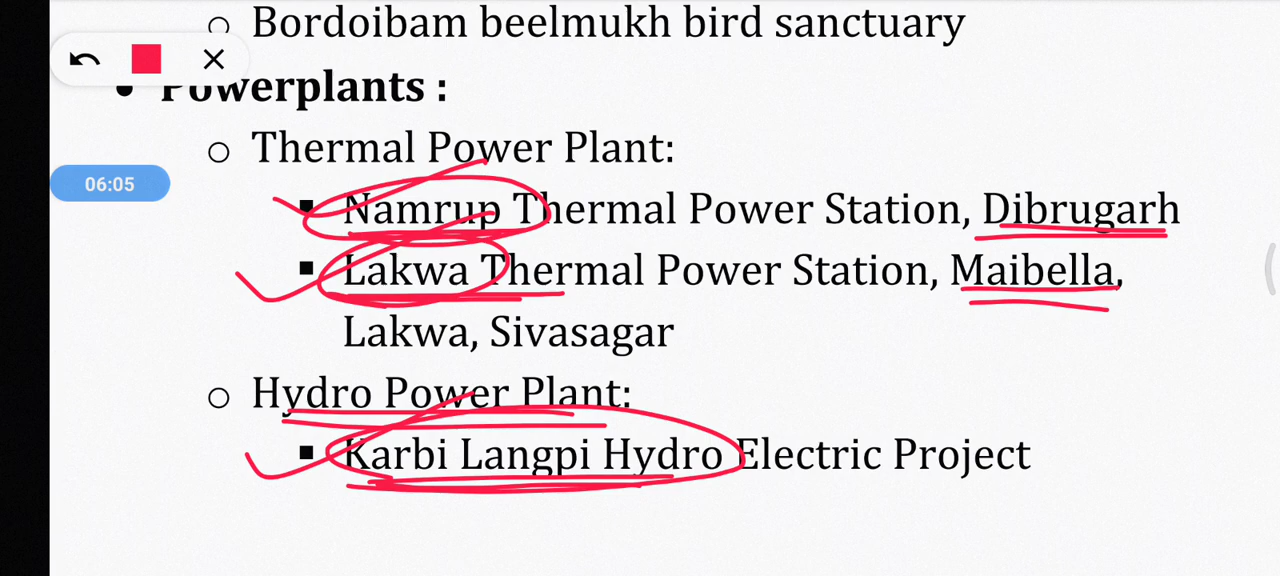 Bordoibam beelmukh bird sanctuary
Powerplants :
Thermal Power Plant:
06:05
Namrup Thermal Power Station, Dibrugarh
Lakwa Thermal Power Station, Maibella,
Lakwa, Sivasagar
Hydro Power Plant:
Karbi Langpi Hydro Electric Project